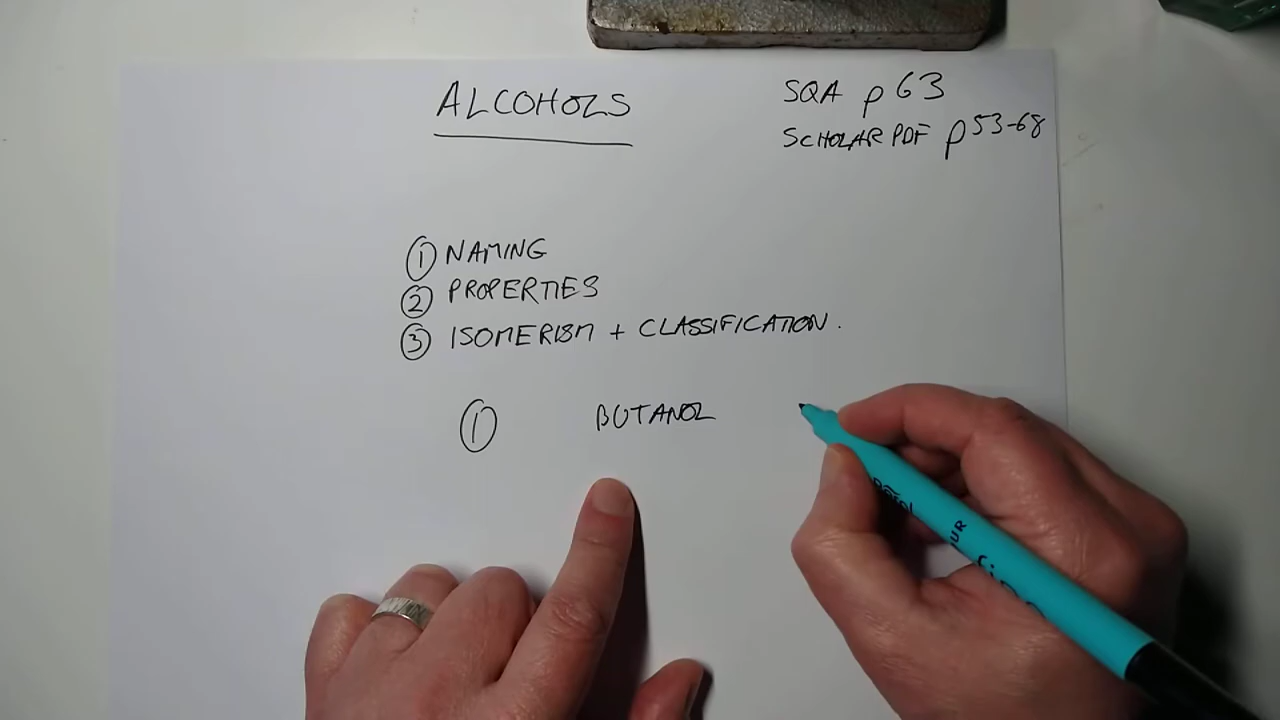 ALCOHOLS
SQA p63
SCHOLAR PDF p53-68
① NAMING
② PROPERTIES
③ ISOMERISM + CLASSIFICATION.
① BUTANOL